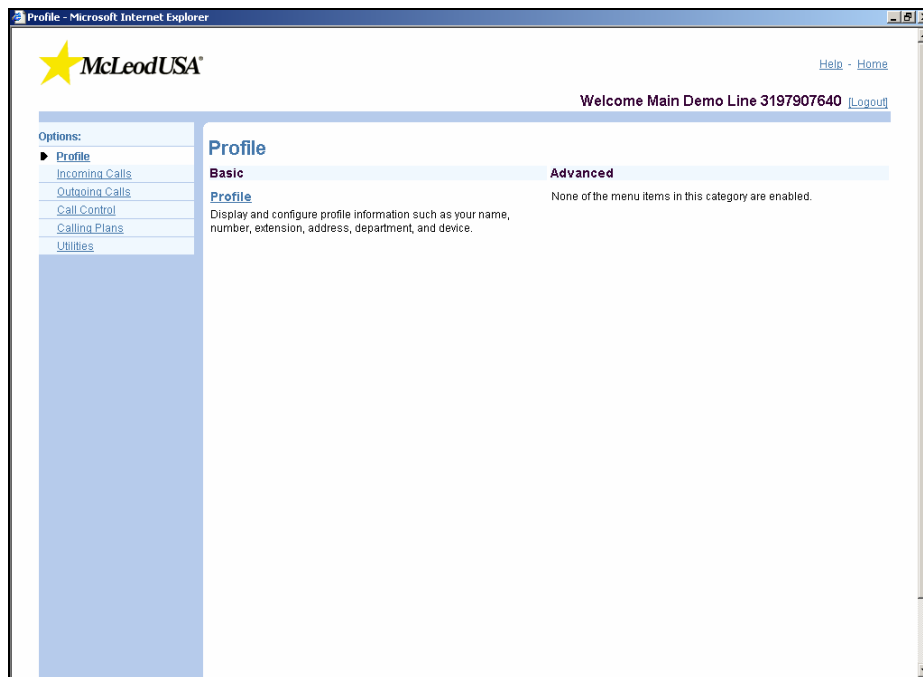 Profile - Microsoft Internet Explorer
McLeodUSA®
Help - Home
Welcome Main Demo Line 3197907640 [Logout]
Options:
Profile
Incoming Calls
Outgoing Calls
Call Control
Calling Plans
Utilities
Profile
Basic
Profile
Display and configure profile information such as your name,
number, extension, address, department, and device.
Advanced
None of the menu items in this category are enabled.